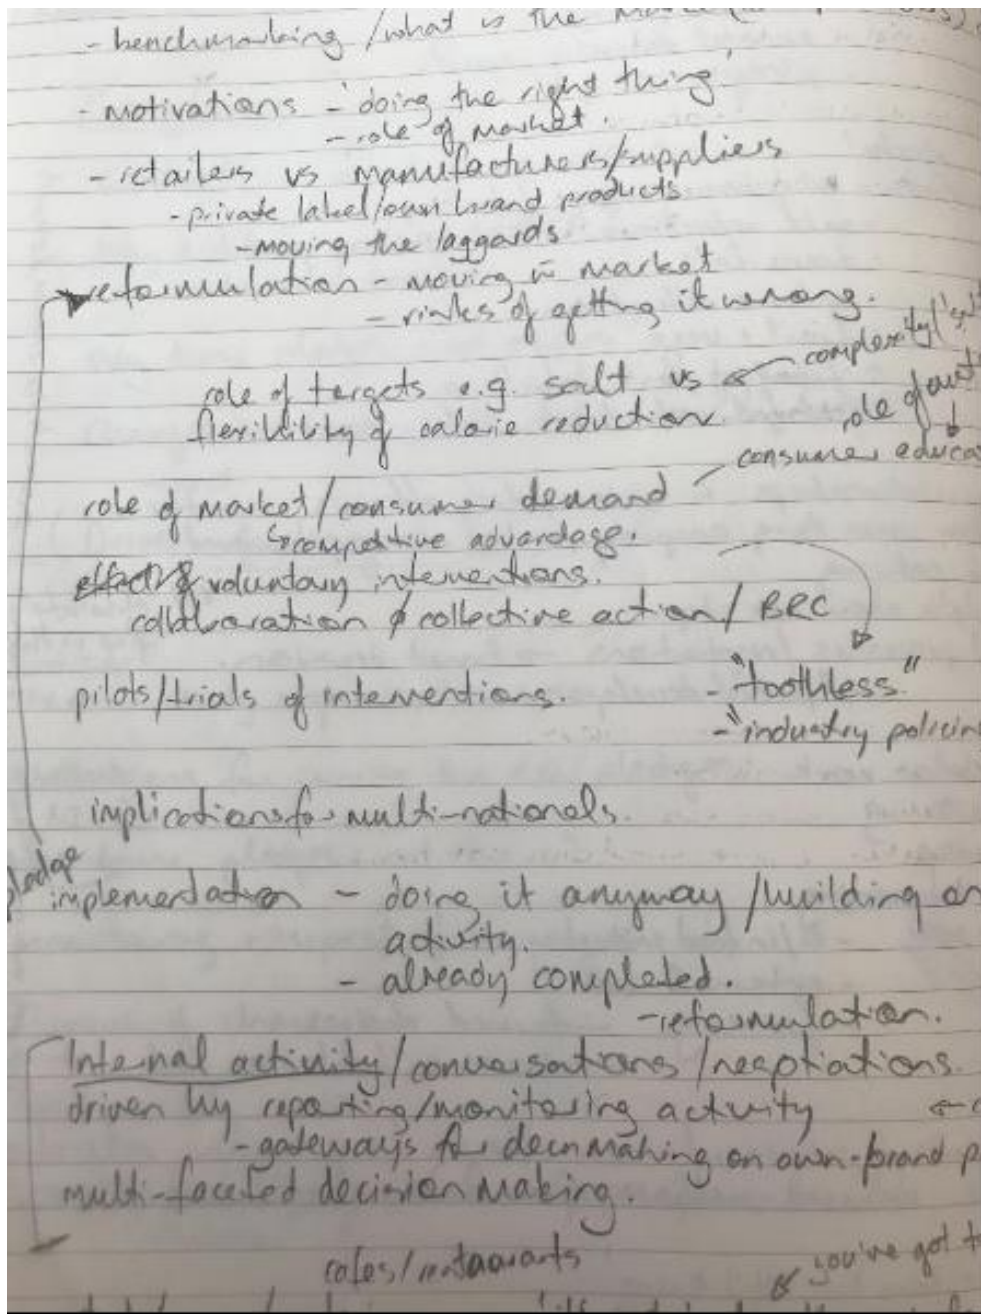 - benchmarking / what is the
- motivations - 'doing the right thing'
- role of market.
- retailers vs manufacturers/suppliers
- private label/own brand products
- moving the laggards.
reformulation - moving in market
- risks of getting it wrong.
complexity
role of targets e.g. salt vs
role of
flexibility of calorie reduction.
consumer educa
role of market/consumer demand
↳ competitive advantage.
voluntary interventions.
collaboration & collective action / BRC
pilots/trials of interventions. - "toothless"
- "industry policin
implications for multi-nationals.
pledge
implementation - doing it anyway / building on
activity.
- already completed.
- reformulation.
Internal activity/conversations/negotiations.
driven by reporting/monitoring activity
- gateways for decn making on own-brand p
multi-faceted decision making.
cafes/restaurants
you've got t